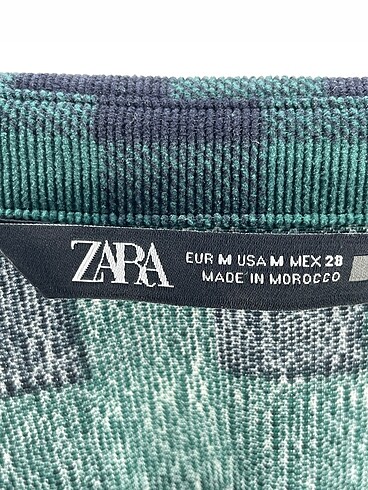 ZARA
EUR M USA M MEX 28
MADE IN MOROCCO